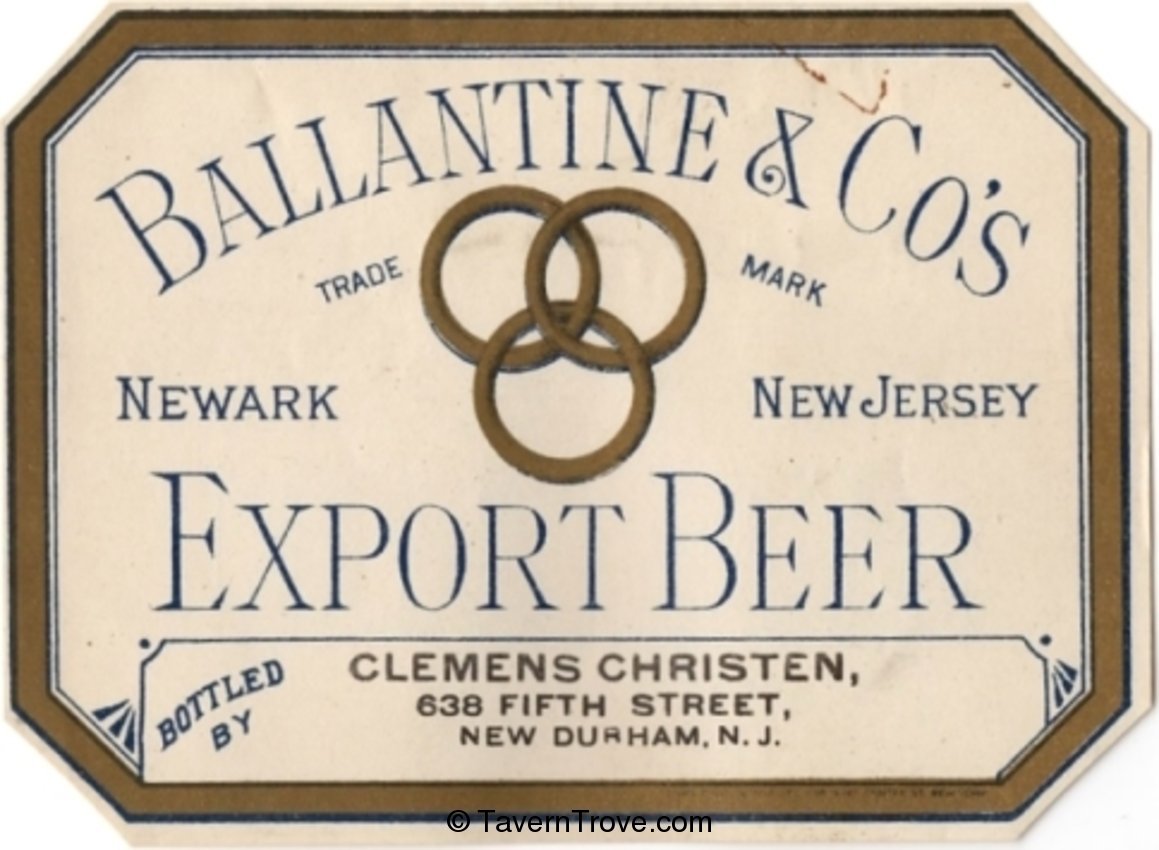 BALLANTINE & CO'S
TRADE MARK
NEWARK NEW JERSEY
EXPORT BEER
BOTTLED BY
CLEMENS CHRISTEN,
638 FIFTH STREET,
NEW DURHAM, N. J.
© TavernTrove.com